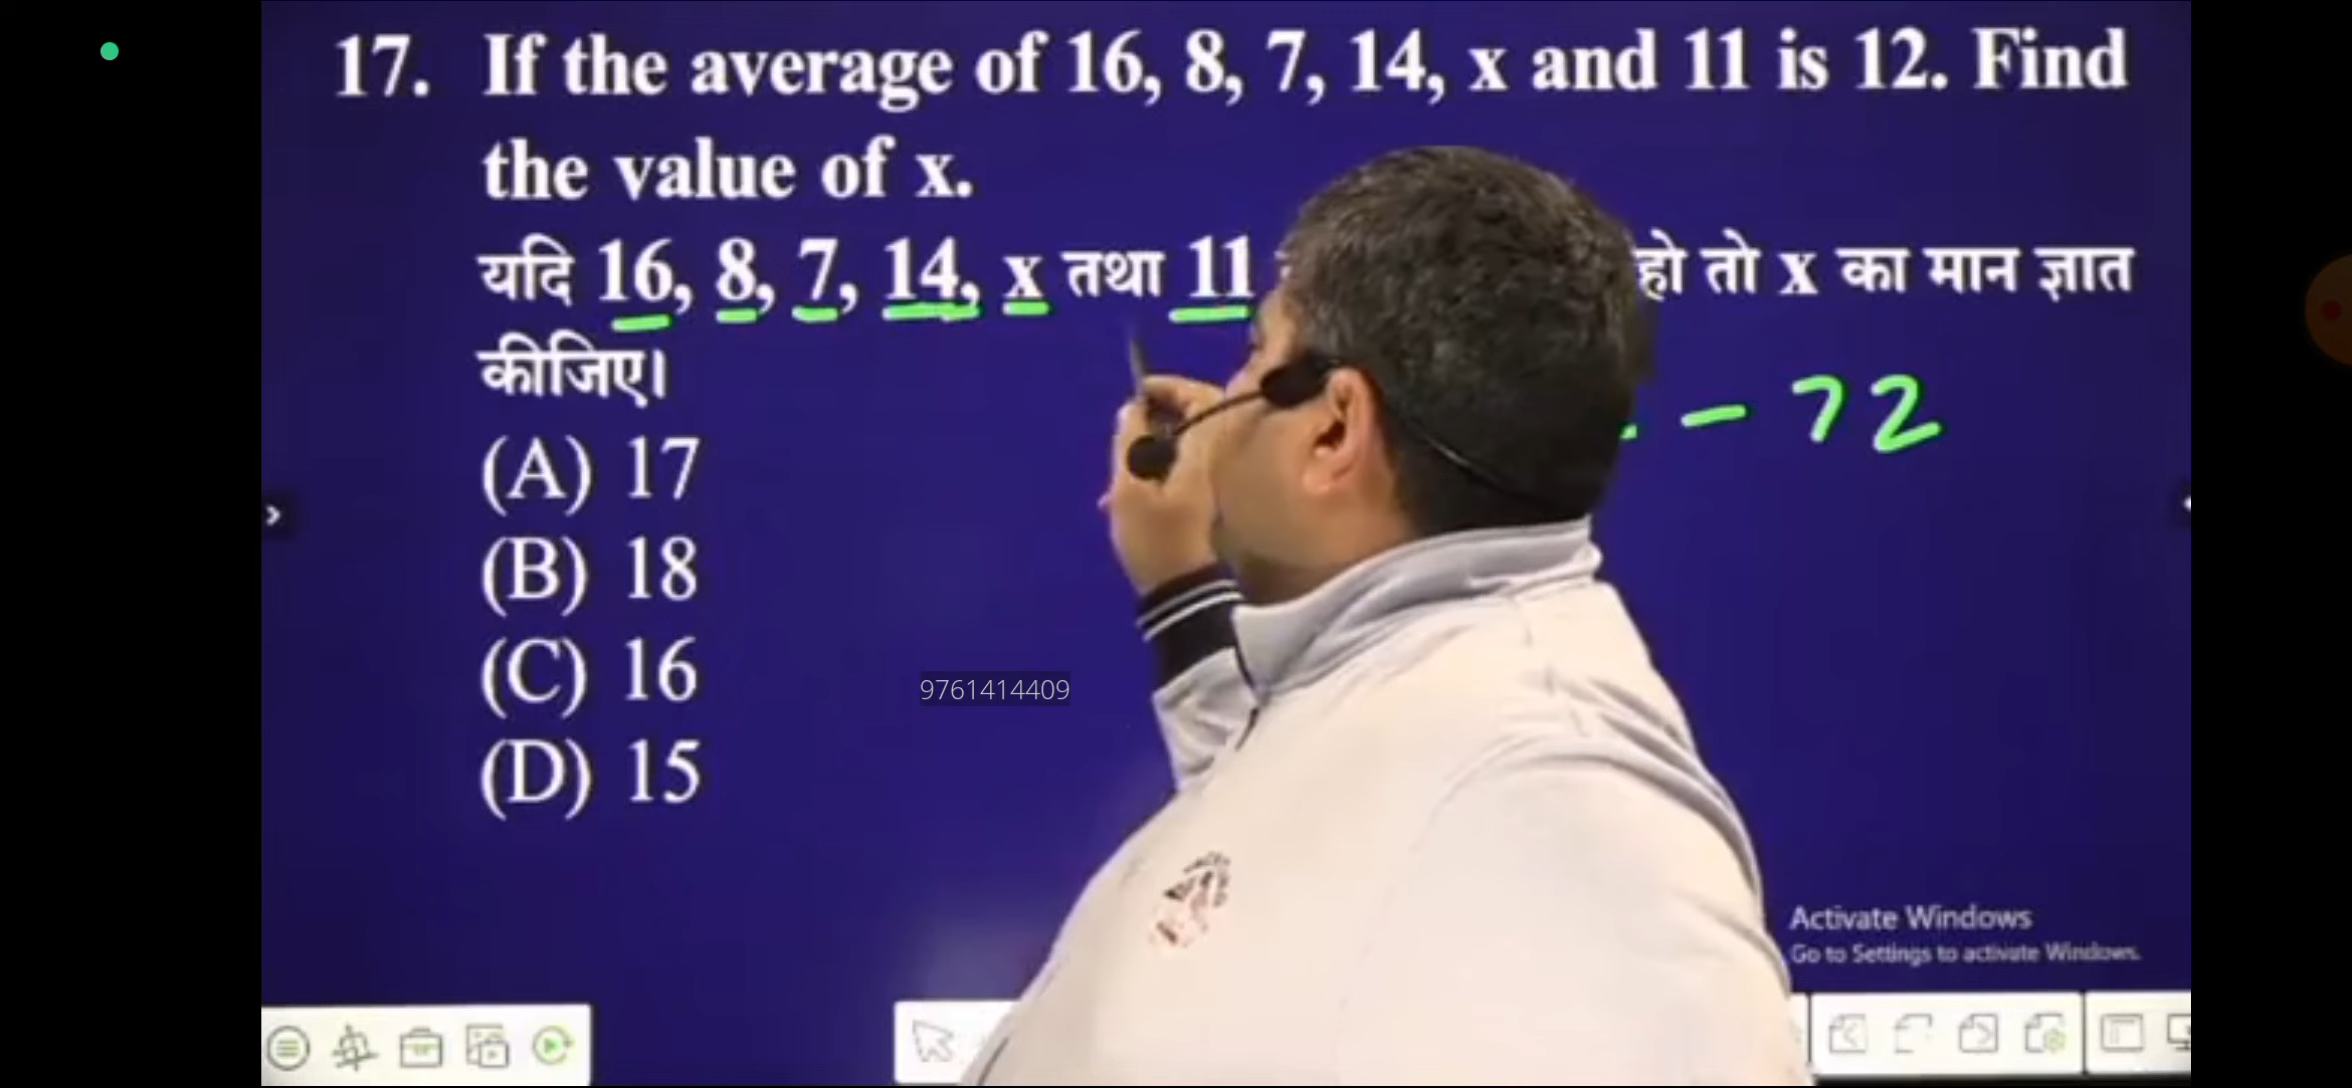 17. If the average of 16, 8, 7, 14, x and 11 is 12. Find
the value of x.
यदि 16, 8, 7, 14, x तथा 11 हो तो x का मान ज्ञात
कीजिए।
- 72
(A) 17
(B) 18
(C) 16
(D) 15
9761414409
Activate Windows
Go to Settings to activate Windows.